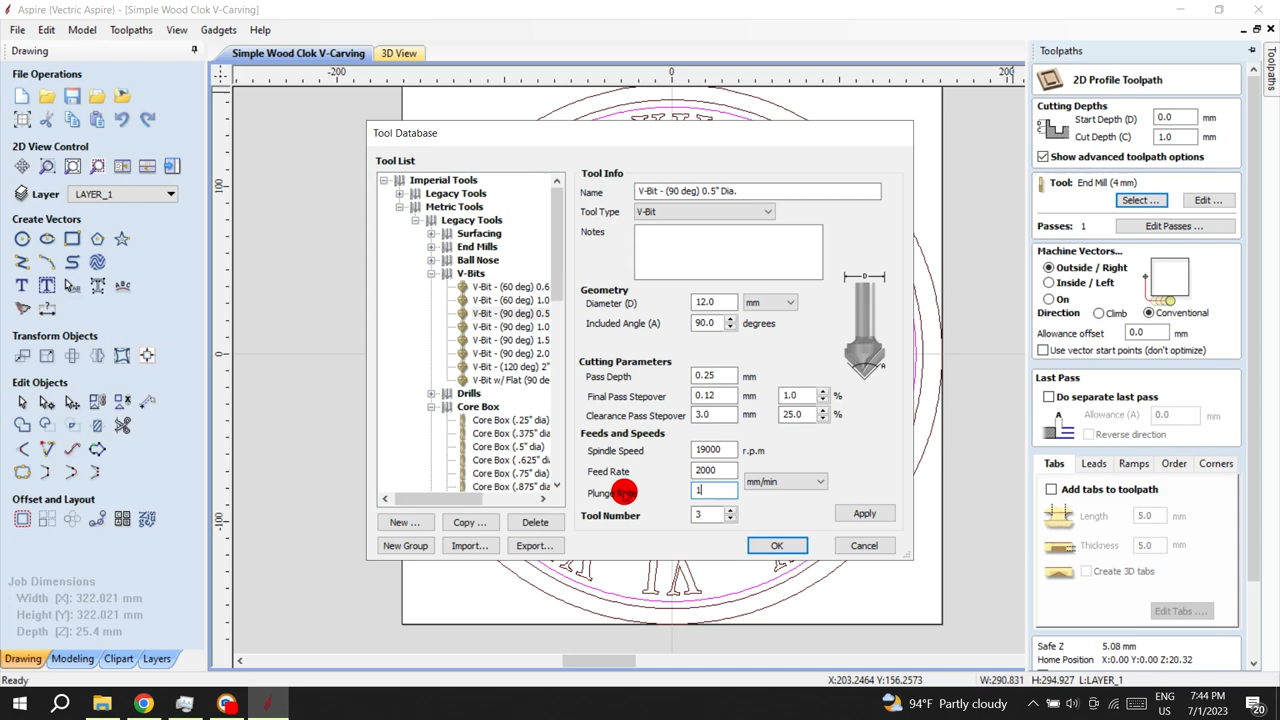 Aspire (Vectric Aspire) - [Simple Wood Clok V-Carving}
File Edit Model Toolpaths View Gadgets Help
Drawing
File Operations
2D View Control
Layer LAYER_1
Create Vectors
Transform Objects
Edit Objects
Offset and Layout
Job Dimensions
Width [X]: 322.021 mm
Height [Y]: 322.021 mm
Depth [Z]: 25.4 mm
Drawing Modeling Clipart Layers
Ready
Simple Wood Clok V-Carving 3D View
-200 0 200
100
0
-100
Tool Database
Tool List
Imperial Tools
Legacy Tools
Metric Tools
Legacy Tools
Surfacing
End Mills
Ball Nose
V-Bits
V-Bit - (60 deg) 0.6
V-Bit - (60 deg) 1.0
V-Bit - (90 deg) 0.5
V-Bit - (90 deg) 1.0
V-Bit - (90 deg) 1.5
V-Bit - (90 deg) 2.0
V-Bit - (120 deg) 2"
V-Bit w/ Flat (90 de
Drills
Core Box
Core Box (.25" dia)
Core Box (.375" dia
Core Box (.5" dia)
Core Box (.625" dia
Core Box (.75" dia)
Core Box (.875" dia
New ... Copy ... Delete
New Group Import... Export...
Tool Info
Name V-Bit - (90 deg) 0.5" Dia.
Tool Type V-Bit
Notes
Geometry
Diameter (D) 12.0 mm
Included Angle (A) 90.0 degrees
D
A
Cutting Parameters
Pass Depth 0.25 mm
Final Pass Stepover 0.12 mm 1.0 %
Clearance Pass Stepover 3.0 mm 25.0 %
Feeds and Speeds
Spindle Speed 19000 r.p.m
Feed Rate 2000
mm/min
Plunge Rate 1
Tool Number 3
Apply
OK Cancel
X:203.2464 Y:156.2573 W:290.831 H:294.927 L:LAYER_1
Toolpaths
Toolpaths
2D Profile Toolpath
Cutting Depths
Start Depth (D) 0.0 mm
Cut Depth (C) 1.0 mm
Show advanced toolpath options
Tool: End Mill (4 mm)
Select ... Edit ...
Passes: 1 Edit Passes ...
Machine Vectors...
Outside / Right
Inside / Left
On
Direction Climb Conventional
Allowance offset 0.0 mm
Use vector start points (don't optimize)
Last Pass
Do separate last pass
Allowance (A) 0.0 mm
Reverse direction
Tabs Leads Ramps Order Corners
Add tabs to toolpath
Length 5.0 mm
Thickness 5.0 mm
Create 3D tabs
Edit Tabs ....
Safe Z 5.08 mm
Home Position X:0.00 Y:0.00 Z:20.32
94°F Partly cloudy
ENG
US
7:44 PM
7/1/2023
20